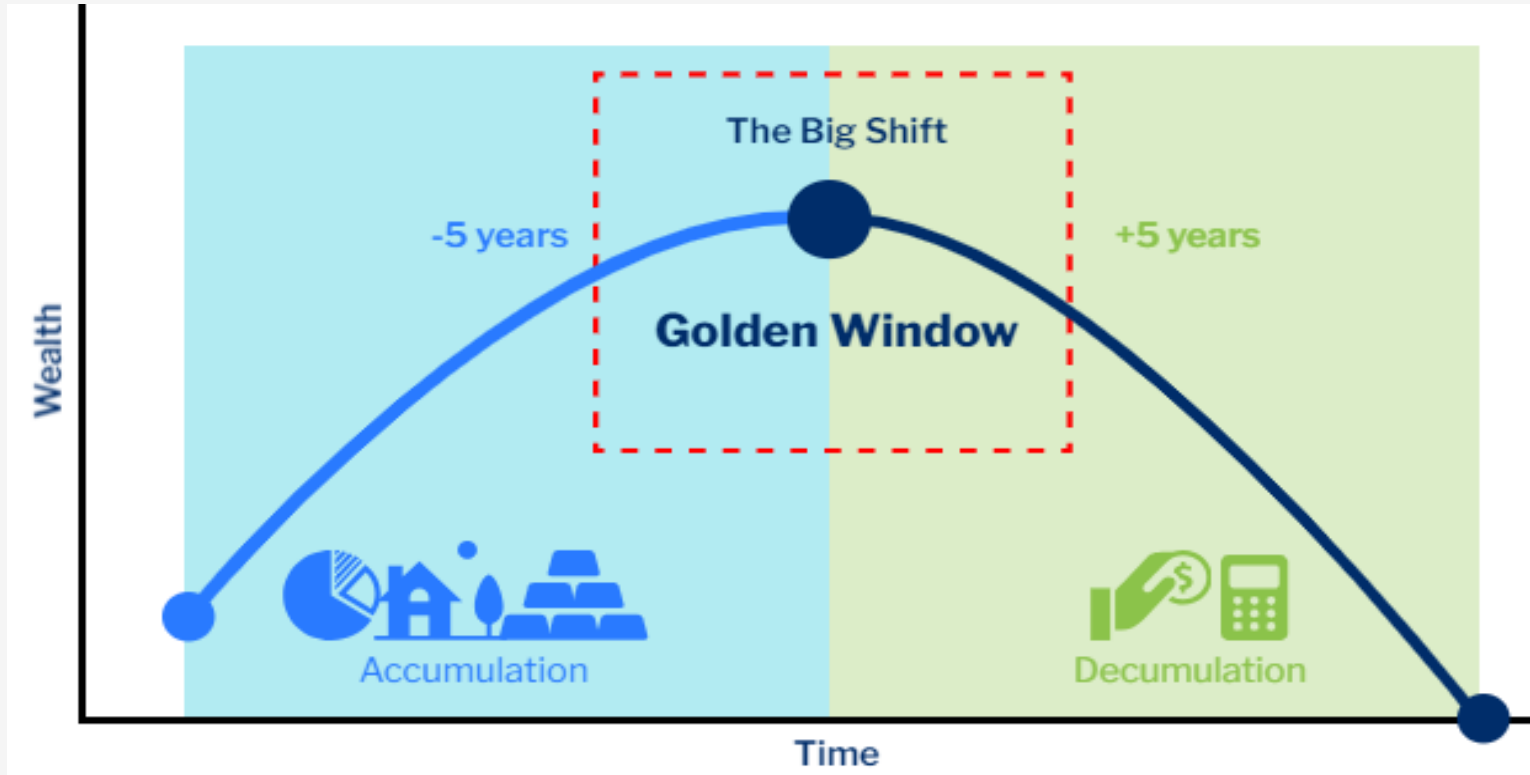 The Big Shift
-5 years
+5 years
Golden Window
Wealth
$
Accumulation
Decumulation
Time